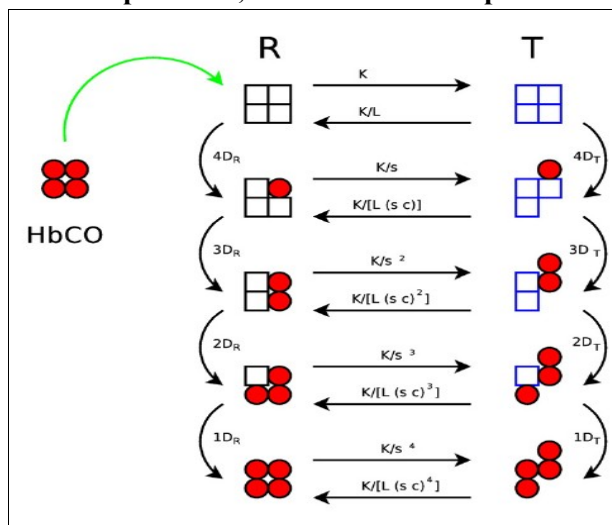 R T
K
K/L
4D_R K/s 4D_T
K/[L (s c)]
HbCO
3D_R K/s ² 3D_T
K/[L (s c)²]
2D_R K/s ³ 2D_T
K/[L (s c)³]
1D_R K/s ⁴ 1D_T
K/[L (s c)⁴]